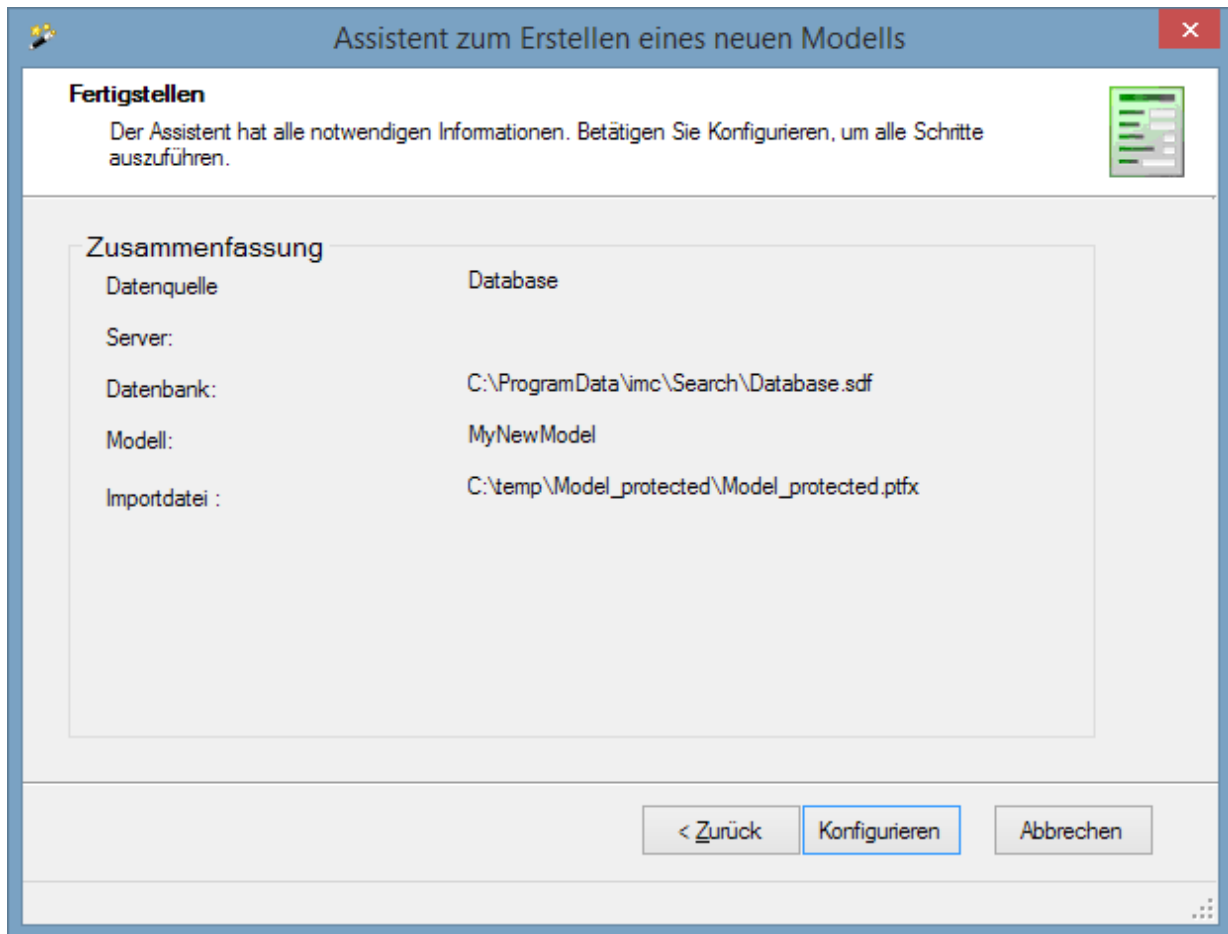 Assistent zum Erstellen eines neuen Modells
Fertigstellen
Der Assistent hat alle notwendigen Informationen. Betätigen Sie Konfigurieren, um alle Schritte
auszuführen.
Zusammenfassung
Datenquelle Database
Server:
Datenbank: C:\ProgramData\imc\Search\Database.sdf
Modell: MyNewModel
Importdatei : C:\temp\Model_protected\Model_protected.ptfx
< Zurück Konfigurieren Abbrechen